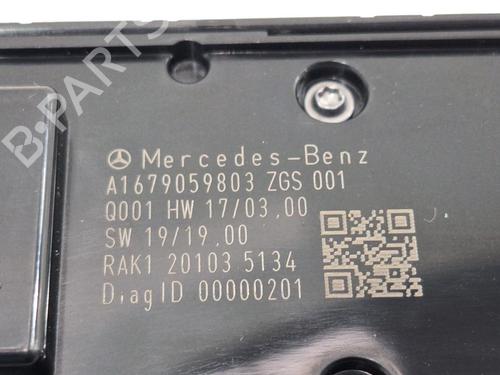 B-PARTS
Mercedes-Benz
A1679059803 ZGS 001
Q001 HW 17/03,00
SW 19/19,00
RAK1 20103 5134
DiagID 00000201